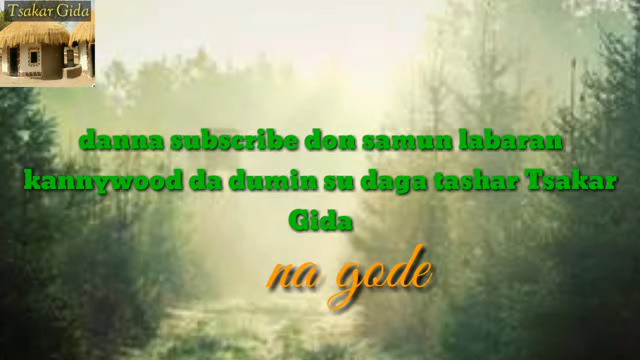 Tsakar Gida
danna subscribe don samun labaran
kannywood da dumin su daga tashar Tsakar
Gida
na gode